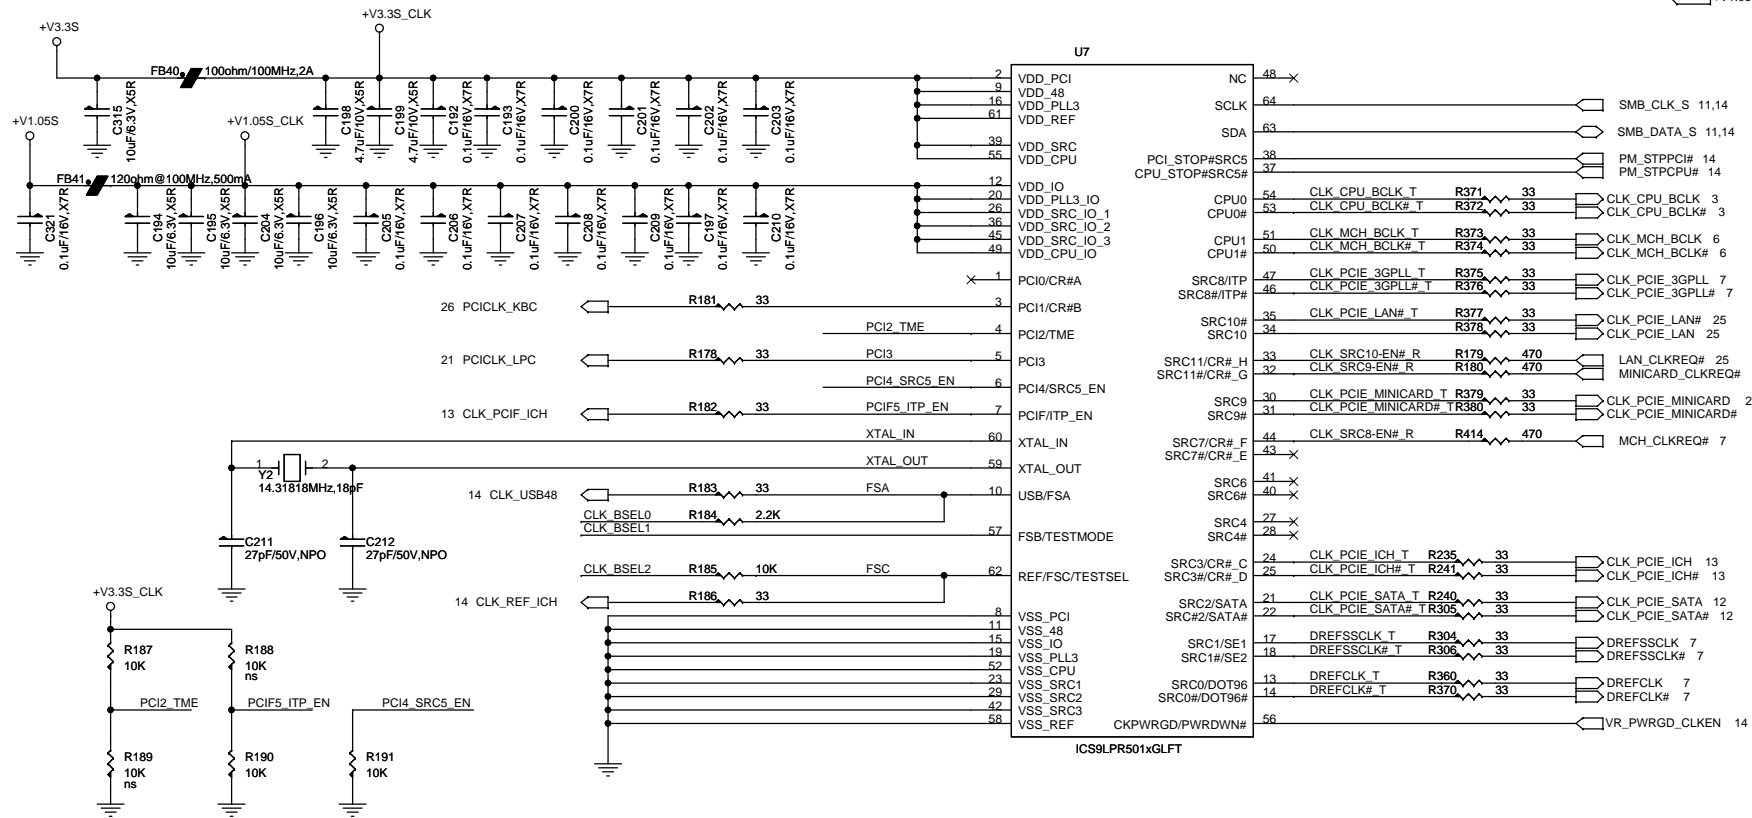 +V3.3S
+V3.3S_CLK
FB40
100ohm/100MHz,2A
C315
10uF/6.3V,X5R
C198
4.7uF/10V,X5R
C199
4.7uF/10V,X5R
C192
0.1uF/16V,X7R
C193
0.1uF/16V,X7R
C200
0.1uF/16V,X7R
C201
0.1uF/16V,X7R
C202
0.1uF/16V,X7R
C203
0.1uF/16V,X7R
+V1.05S
+V1.05S_CLK
FB41
120ohm@100MHz,500mA
C321
0.1uF/16V,X7R
C194
10uF/6.3V,X5R
C195
10uF/6.3V,X5R
C204
10uF/6.3V,X5R
C196
10uF/6.3V,X5R
C205
0.1uF/16V,X7R
C206
0.1uF/16V,X7R
C207
0.1uF/16V,X7R
C208
0.1uF/16V,X7R
C209
0.1uF/16V,X7R
C197
0.1uF/16V,X7R
C210
0.1uF/16V,X7R
U7
2 VDD_PCI
9 VDD_48
16 VDD_PLL3
61 VDD_REF
39 VDD_SRC
55 VDD_CPU
12 VDD_IO
20 VDD_PLL3_IO
26 VDD_SRC_IO_1
36 VDD_SRC_IO_2
45 VDD_SRC_IO_3
49 VDD_CPU_IO
1 PCI0/CR#A
26 PCICLK_KBC R181 33 3 PCI1/CR#B
PCI2_TME 4 PCI2/TME
21 PCICLK_LPC R178 33 PCI3 5 PCI3
PCI4_SRC5_EN 6 PCI4/SRC5_EN
13 CLK_PCIF_ICH R182 33 PCIF5_ITP_EN 7 PCIF/ITP_EN
XTAL_IN 60 XTAL_IN
1 Y2 2
14.31818MHz,18pF
XTAL_OUT 59 XTAL_OUT
14 CLK_USB48 R183 33 FSA 10 USB/FSA
CLK_BSEL0 R184 2.2K
CLK_BSEL1 57 FSB/TESTMODE
C211
27pF/50V,NPO
C212
27pF/50V,NPO
CLK_BSEL2 R185 10K FSC 62 REF/FSC/TESTSEL
14 CLK_REF_ICH R186 33
8 VSS_PCI
11 VSS_48
15 VSS_IO
19 VSS_PLL3
52 VSS_CPU
23 VSS_SRC1
29 VSS_SRC2
42 VSS_SRC3
58 VSS_REF
NC 48
SCLK 64 SMB_CLK_S 11,14
SDA 63 SMB_DATA_S 11,14
PCI_STOP#SRC5 38 PM_STPPCI# 14
CPU_STOP#SRC5# 37 PM_STPCPU# 14
CPU0 54 CLK_CPU_BCLK_T R371 33 CLK_CPU_BCLK 3
CPU0# 53 CLK_CPU_BCLK#_T R372 33 CLK_CPU_BCLK# 3
CPU1 51 CLK_MCH_BCLK_T R373 33 CLK_MCH_BCLK 6
CPU1# 50 CLK_MCH_BCLK#_T R374 33 CLK_MCH_BCLK# 6
SRC8/ITP 47 CLK_PCIE_3GPLL_T R375 33 CLK_PCIE_3GPLL 7
SRC8#/ITP# 46 CLK_PCIE_3GPLL#_T R376 33 CLK_PCIE_3GPLL# 7
SRC10# 35 CLK_PCIE_LAN#_T R377 33 CLK_PCIE_LAN# 25
SRC10 34 R378 33 CLK_PCIE_LAN 25
SRC11/CR#_H 33 CLK_SRC10-EN#_R R179 470 LAN_CLKREQ# 25
SRC11#/CR#_G 32 CLK_SRC9-EN#_R R180 470 MINICARD_CLKREQ#
SRC9 30 CLK_PCIE_MINICARD_T R379 33 CLK_PCIE_MINICARD 2
SRC9# 31 CLK_PCIE_MINICARD#_T R380 33 CLK_PCIE_MINICARD#
SRC7/CR#_F 44 CLK_SRC8-EN#_R R414 470 MCH_CLKREQ# 7
SRC7#/CR#_E 43
SRC6 41
SRC6# 40
SRC4 27
SRC4# 28
SRC3/CR#_C 24 CLK_PCIE_ICH_T R235 33 CLK_PCIE_ICH 13
SRC3#/CR#_D 25 CLK_PCIE_ICH#_T R241 33 CLK_PCIE_ICH# 13
SRC2/SATA 21 CLK_PCIE_SATA_T R240 33 CLK_PCIE_SATA 12
SRC#2/SATA# 22 CLK_PCIE_SATA#_T R305 33 CLK_PCIE_SATA# 12
SRC1/SE1 17 DREFSSCLK_T R304 33 DREFSSCLK 7
SRC1#/SE2 18 DREFSSCLK#_T R306 33 DREFSSCLK# 7
SRC0/DOT96 13 DREFCLK_T R360 33 DREFCLK 7
SRC0#/DOT96# 14 DREFCLK#_T R370 33 DREFCLK# 7
CKPWRGD/PWRDWN# 56 VR_PWRGD_CLKEN 14
ICS9LPR501xGLFT
+V3.3S_CLK
R187
10K
R188
10K
ns
PCI2_TME
PCIF5_ITP_EN
PCI4_SRC5_EN
R189
10K
ns
R190
10K
R191
10K